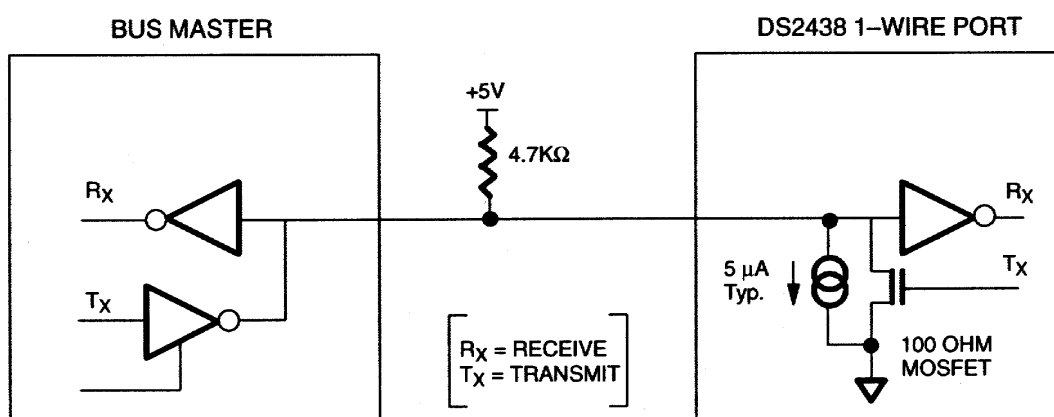 BUS MASTER
DS2438 1–WIRE PORT
+5V
4.7KΩ
RX
RX
5 μA
Typ.
TX
TX
RX = RECEIVE
TX = TRANSMIT
100 OHM
MOSFET